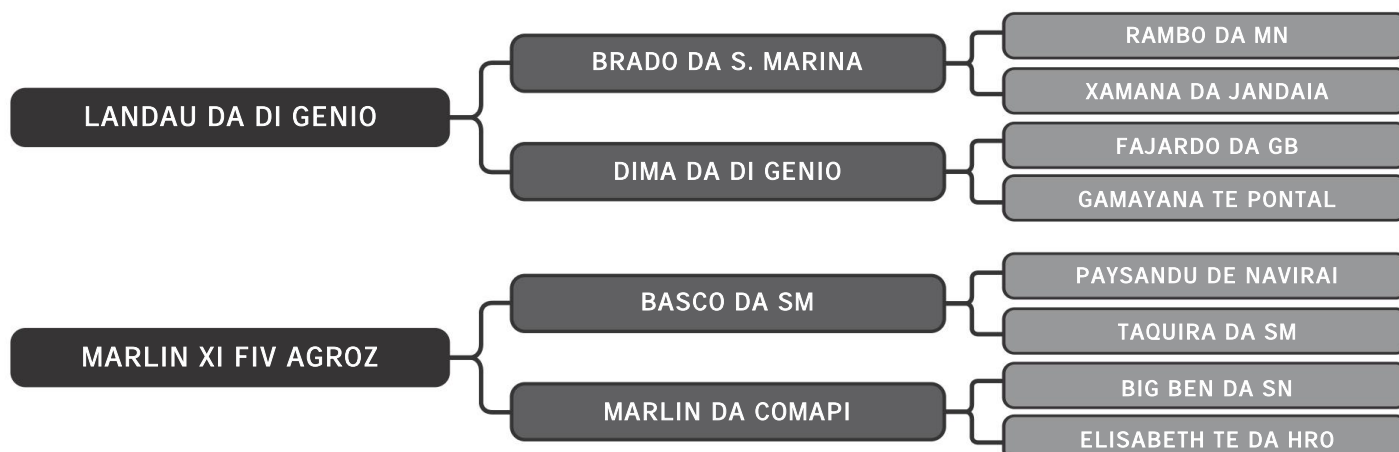 LANDAU DA DI GENIO
BRADO DA S. MARINA
RAMBO DA MN
XAMANA DA JANDAIA
DIMA DA DI GENIO
FAJARDO DA GB
GAMAYANA TE PONTAL
MARLIN XI FIV AGROZ
BASCO DA SM
PAYSANDU DE NAVIRAI
TAQUIRA DA SM
MARLIN DA COMAPI
BIG BEN DA SN
ELISABETH TE DA HRO